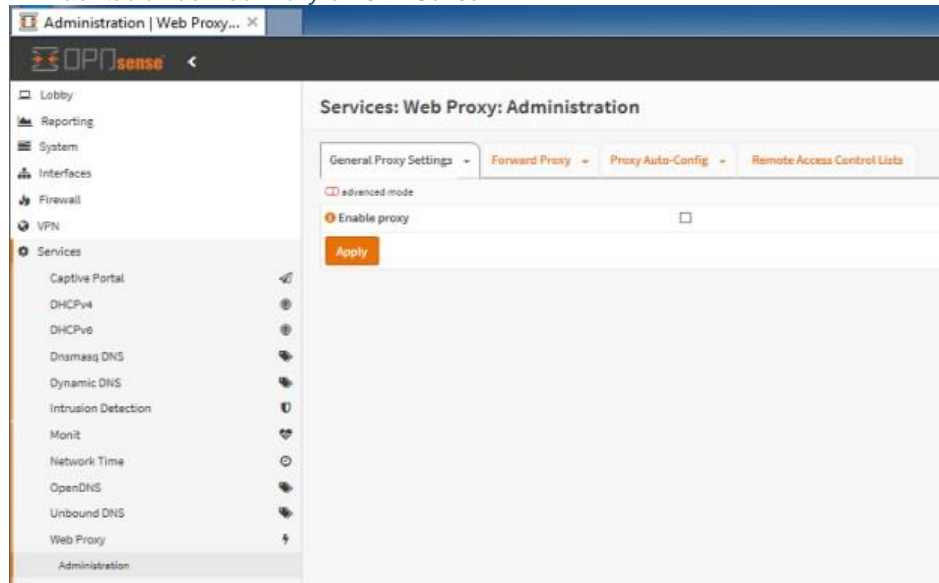 Administration | Web Proxy...
OPNsense
Lobby
Reporting
System
Interfaces
Firewall
VPN
Services
Captive Portal
DHCPv4
DHCPv6
Dnsmasq DNS
Dynamic DNS
Intrusion Detection
Monit
Network Time
OpenDNS
Unbound DNS
Web Proxy
Administration
Services: Web Proxy: Administration
General Proxy Settings
Forward Proxy
Proxy Auto-Config
Remote Access Control Lists
advanced mode
Enable proxy
Apply